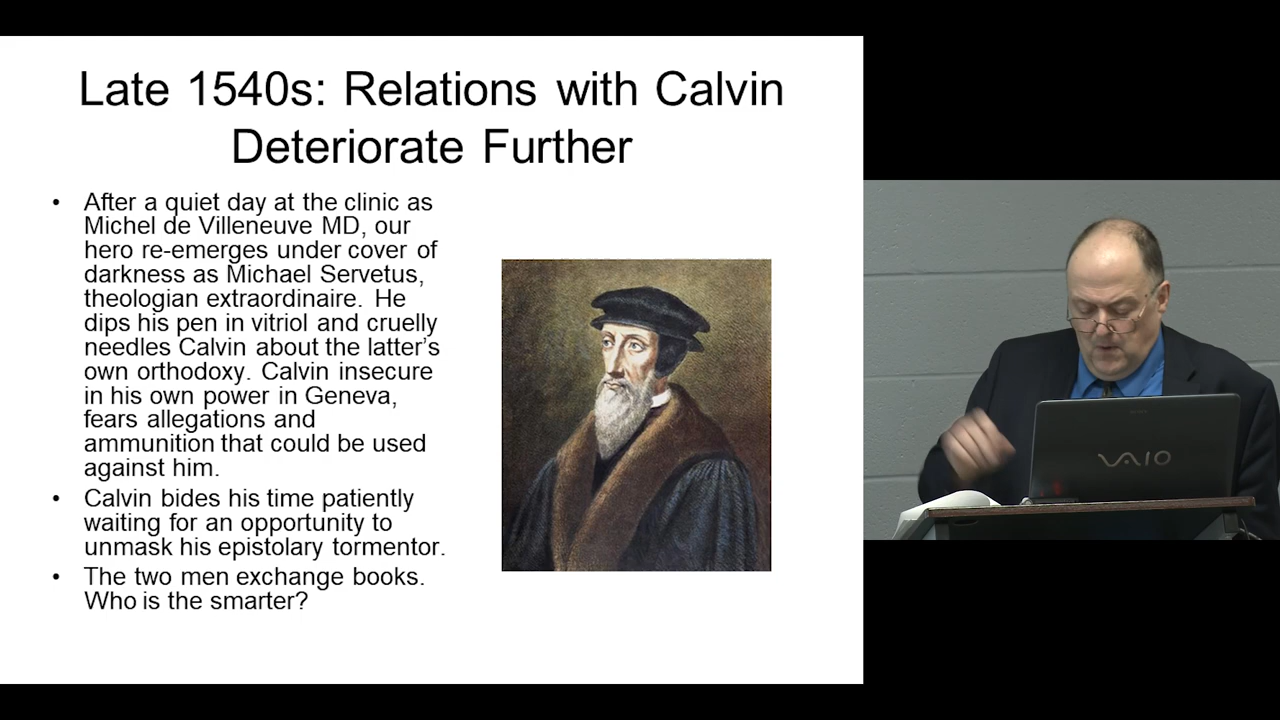 Late 1540s: Relations with Calvin
Deteriorate Further
• After a quiet day at the clinic as
Michel de Villeneuve MD, our
hero re-emerges under cover of
darkness as Michael Servetus,
theologian extraordinaire. He
dips his pen in vitriol and cruelly
needles Calvin about the latter's
own orthodoxy. Calvin insecure
in his own power in Geneva,
fears allegations and
ammunition that could be used
against him.
• Calvin bides his time patiently
waiting for an opportunity to
unmask his epistolary tormentor.
• The two men exchange books.
Who is the smarter?
VAIO